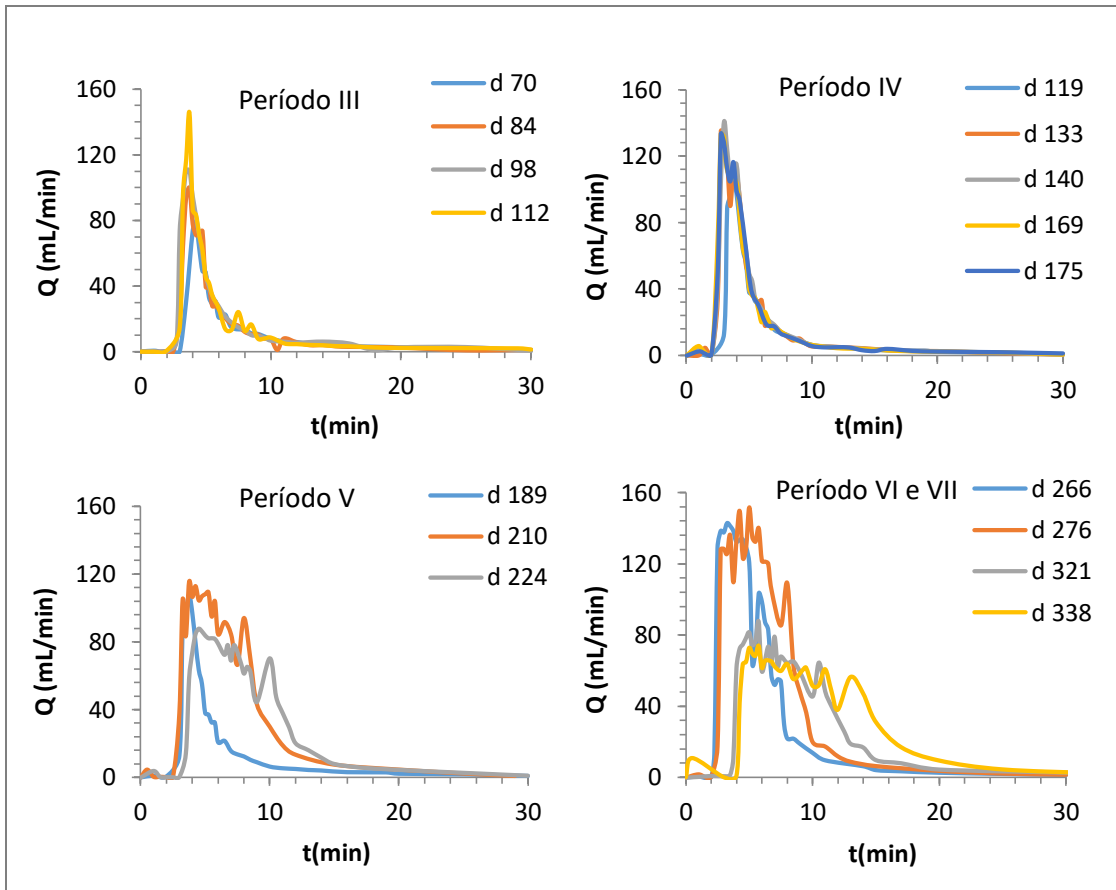 Período III
d 70
d 84
d 98
d 112
Q (mL/min)
160
120
80
40
0
0 10 20 30
t(min)
Período IV
d 119
d 133
d 140
d 169
d 175
Q (mL/min)
160
120
80
40
0
0 10 20 30
t(min)
Período V
d 189
d 210
d 224
Q (mL/min)
160
120
80
40
0
0 10 20 30
t(min)
Período VI e VII
d 266
d 276
d 321
d 338
Q (mL/min)
160
120
80
40
0
0 10 20 30
t(min)